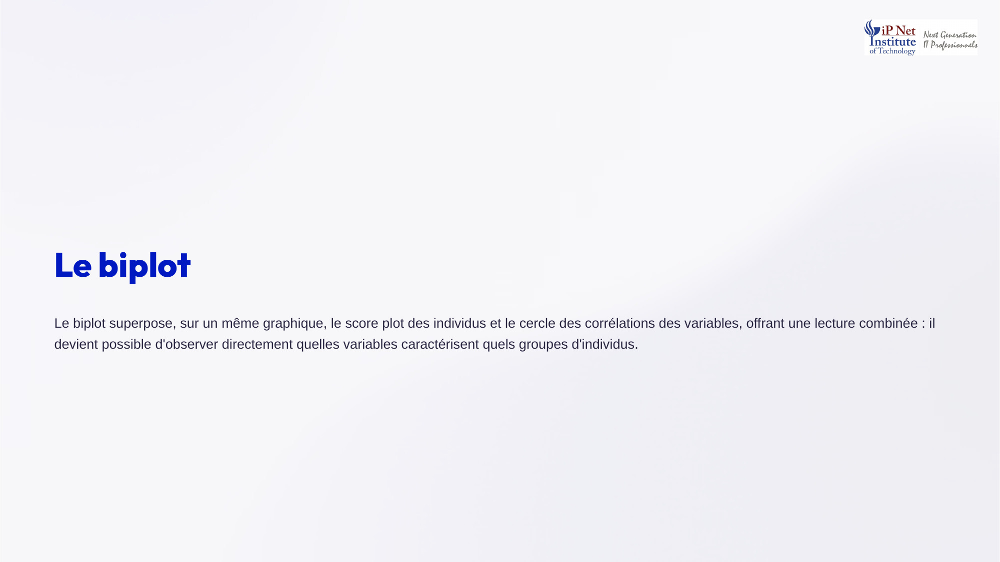 iP Net
Institute
of Technology
Next Generation
IT Professionnels
Le biplot
Le biplot superpose, sur un même graphique, le score plot des individus et le cercle des corrélations des variables, offrant une lecture combinée : il
devient possible d'observer directement quelles variables caractérisent quels groupes d'individus.